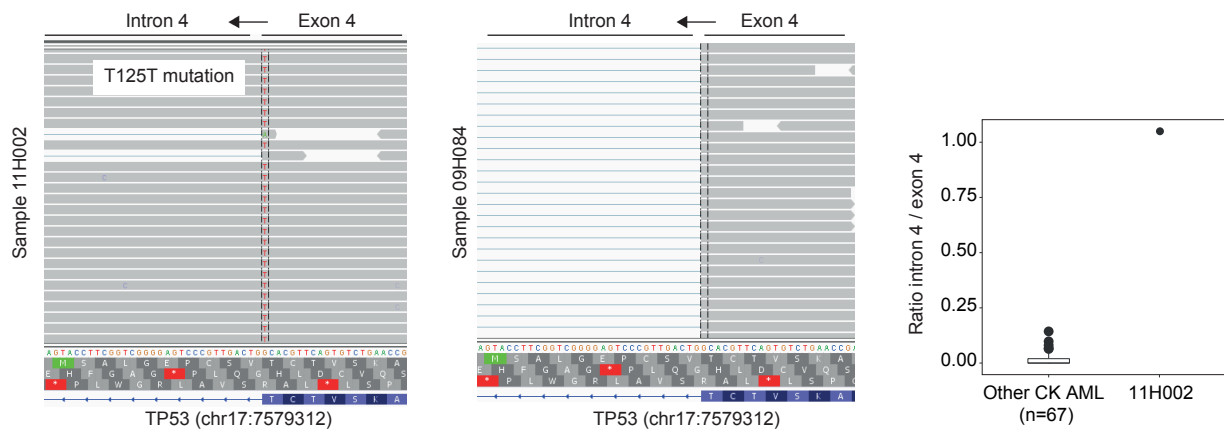 Intron 4 Exon 4
T125T mutation
Sample 11H002
T
C
C
C
AGTACCTTCGGTCGGGGAGTCCCGTTGACTGGCACGTTCAGTGTCTGAACCG
M S A L G E P C S V T C T V S K A
E H F G A G * P L Q G H L D C V Q S
* P L W G R L A V S R A L * L S P
T C T V S K A
TP53 (chr17:7579312)
Intron 4 Exon 4
Sample 09H084
C
AGTACCTTCGGTCGGGGAGTCCCGTTGACTGGCACGTTCAGTGTCTGAACCGA
M S A L G E P C S V T C T V S K A
E H F G A G * P L Q G H L D C V Q S
* P L W G R L A V S R A L * L S
T C T V S K A
TP53 (chr17:7579312)
Ratio intron 4 / exon 4
1.00
0.75
0.50
0.25
0.00
Other CK AML
(n=67)
11H002